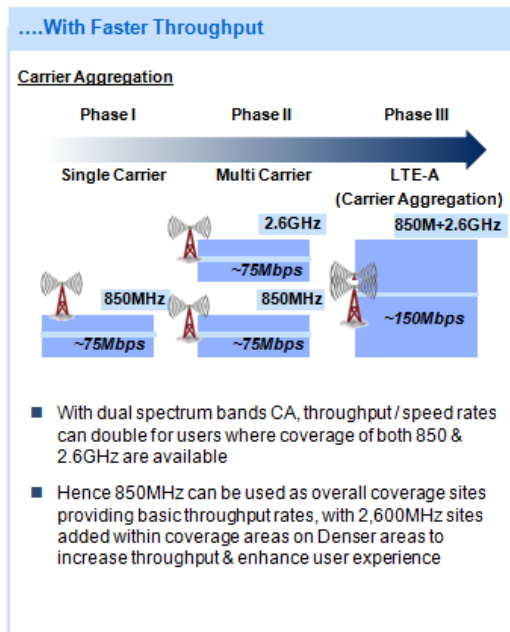 ....With Faster Throughput
Carrier Aggregation
Phase I
Phase II
Phase III
Single Carrier
Multi Carrier
LTE-A
(Carrier Aggregation)
2.6GHz
850M+2.6GHz
~75Mbps
850MHz
850MHz
~150Mbps
~75Mbps
~75Mbps
■ With dual spectrum bands CA, throughput / speed rates
can double for users where coverage of both 850 &
2.6GHz are available
■ Hence 850MHz can be used as overall coverage sites
providing basic throughput rates, with 2,600MHz sites
added within coverage areas on Denser areas to
increase throughput & enhance user experience